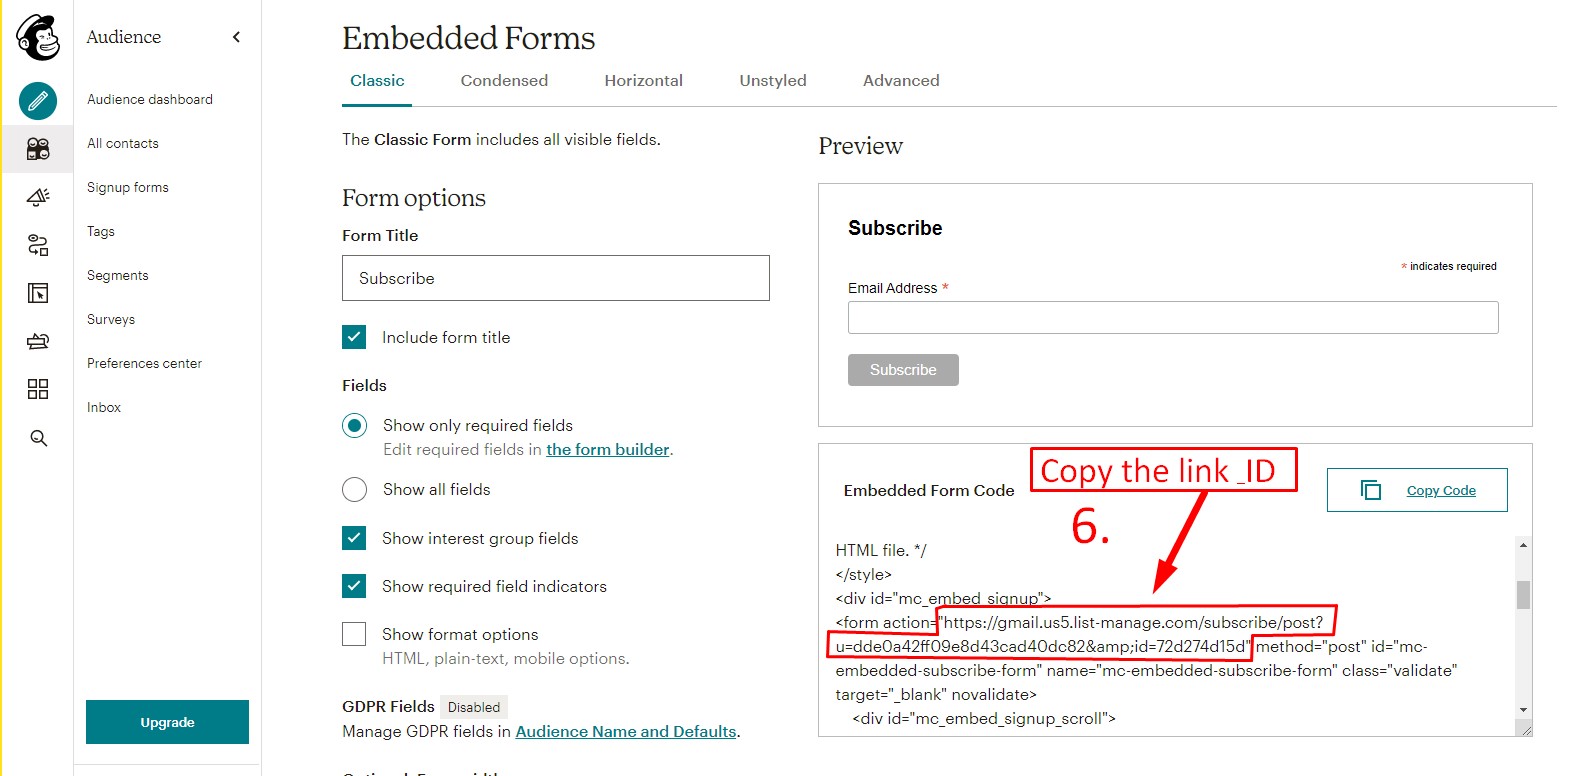 Audience
Audience dashboard
All contacts
Signup forms
Tags
Segments
Surveys
Preferences center
Inbox
Upgrade
Embedded Forms
Classic
Condensed
Horizontal
Unstyled
Advanced
The Classic Form includes all visible fields.
Form options
Form Title
Subscribe
Include form title
Fields
Show only required fields
Edit required fields in the form builder.
Show all fields
Show interest group fields
Show required field indicators
Show format options
HTML, plain-text, mobile options.
GDPR Fields Disabled
Manage GDPR fields in Audience Name and Defaults.
Preview
Subscribe
* indicates required
Email Address *
Subscribe
Copy the link _ID
6.
Embedded Form Code
Copy Code
HTML file. */
</style>
<div id="mc_embed_signup">
<form action="https://gmail.us5.list-manage.com/subscribe/post?
u=dde0a42ff09e8d43cad40dc82&amp;id=72d274d15d" method="post" id="mc-
embedded-subscribe-form" name="mc-embedded-subscribe-form" class="validate"
target="_blank" novalidate>
<div id="mc_embed_signup_scroll">